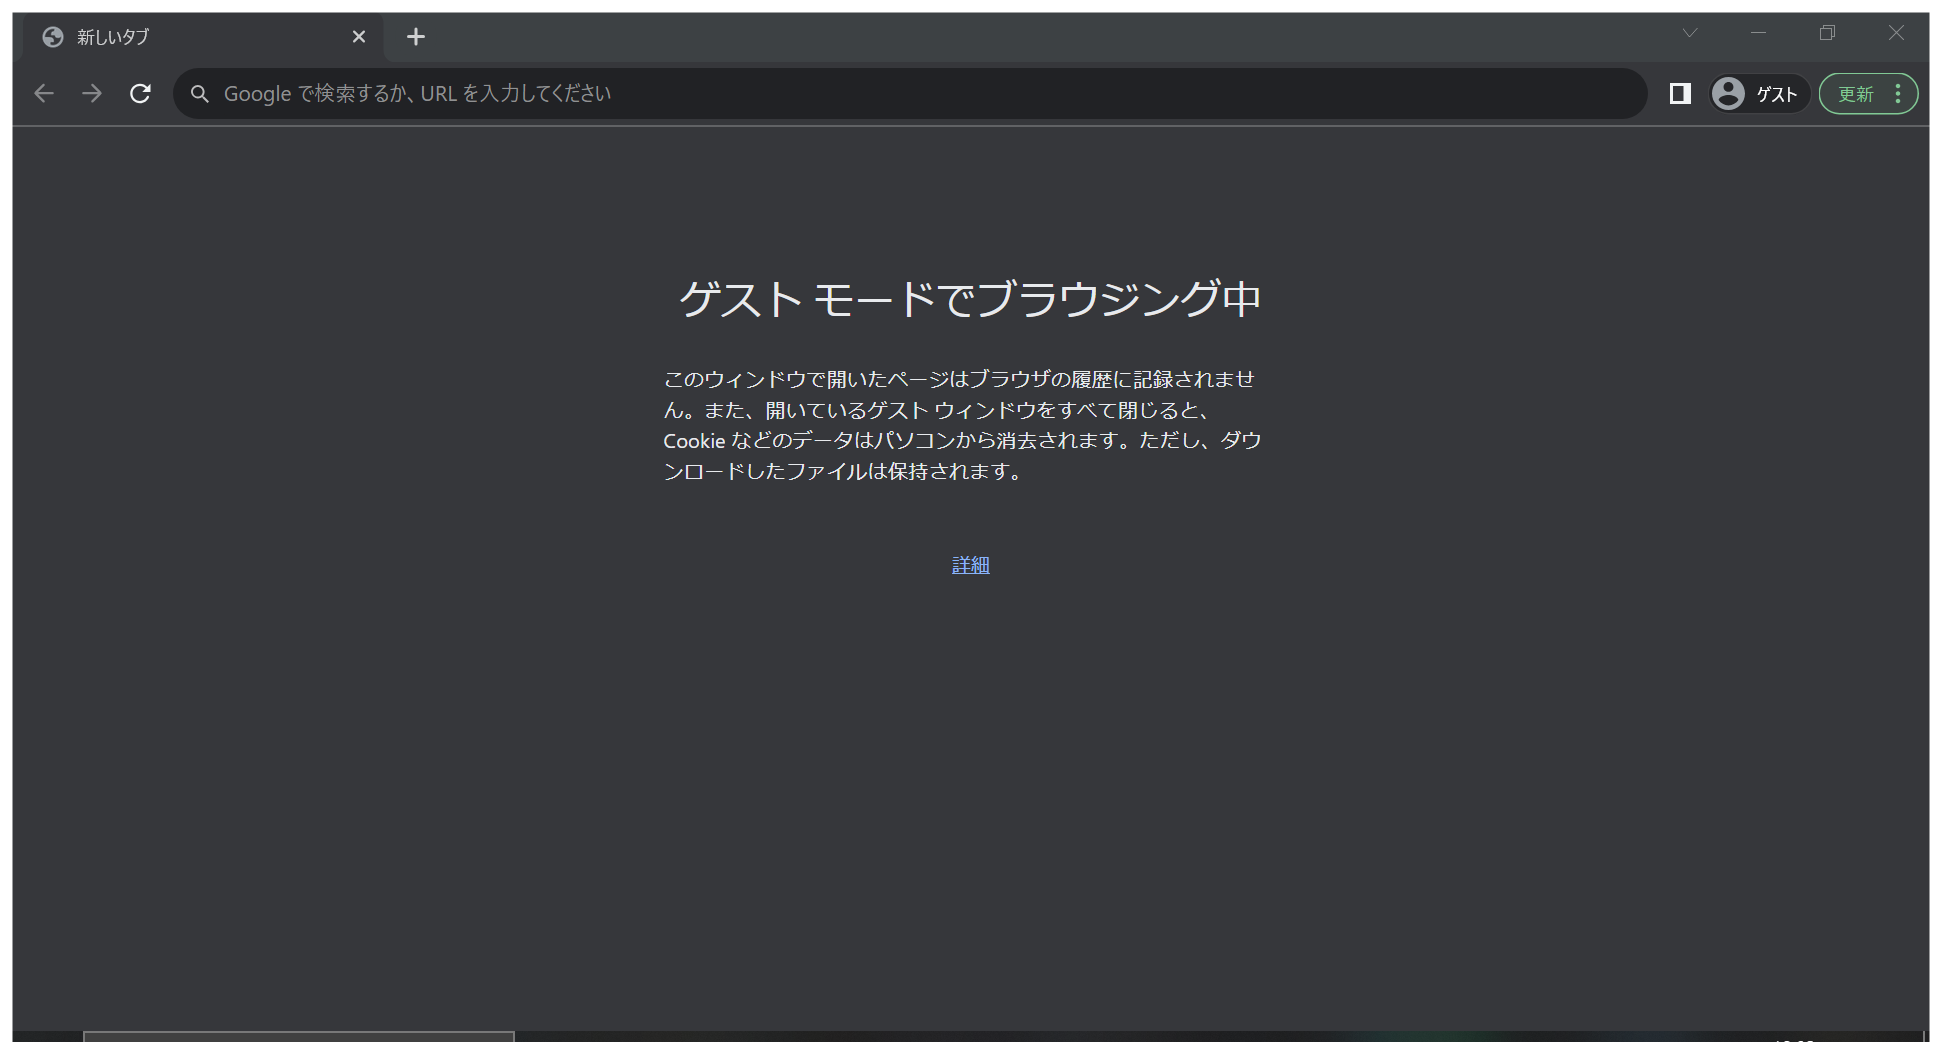 新しいタブ
Google で検索するか、URL を入力してください
ゲスト
更新
ゲスト モードでブラウジング中
このウィンドウで開いたページはブラウザの履歴に記録されませ
ん。また、開いているゲスト ウィンドウをすべて閉じると、
Cookie などのデータはパソコンから消去されます。ただし、ダウ
ンロードしたファイルは保持されます。
詳細